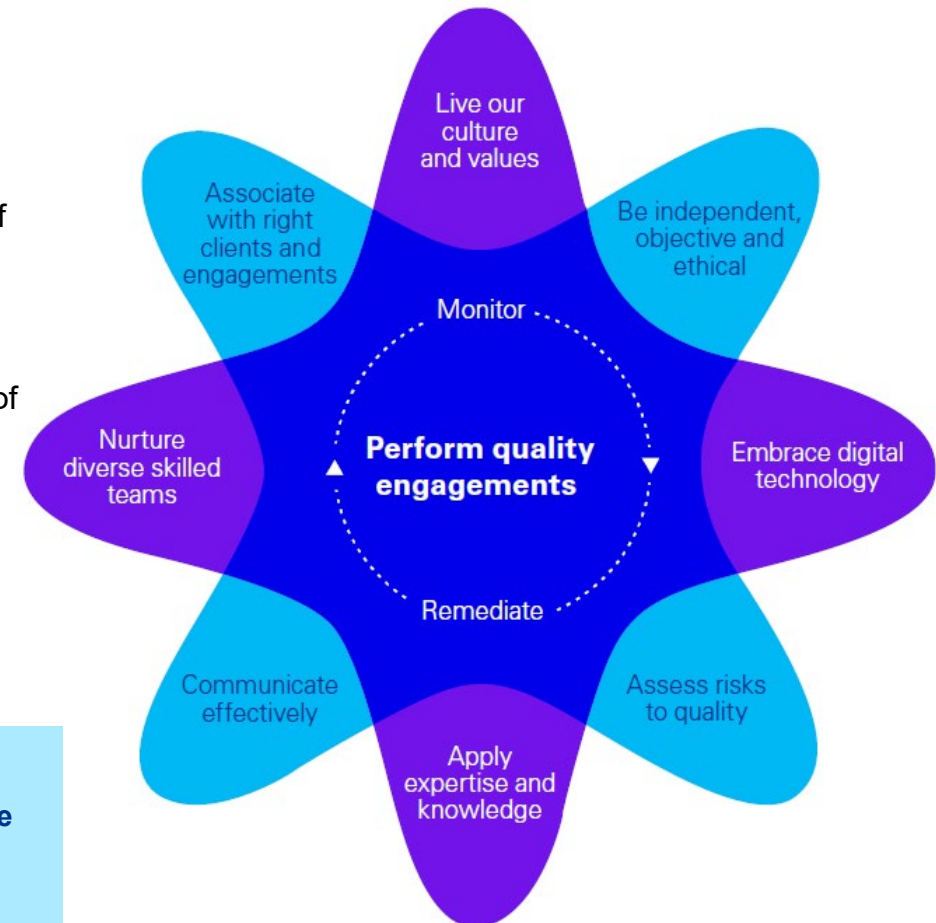 f
of
e
Live our
culture
and values
Associate
with right
clients and
engagements
Be independent,
objective and
ethical
Monitor
Nurture
diverse skilled
teams
Perform quality
engagements
Embrace digital
technology
Remediate
Communicate
effectively
Assess risks
to quality
Apply
expertise and
knowledge